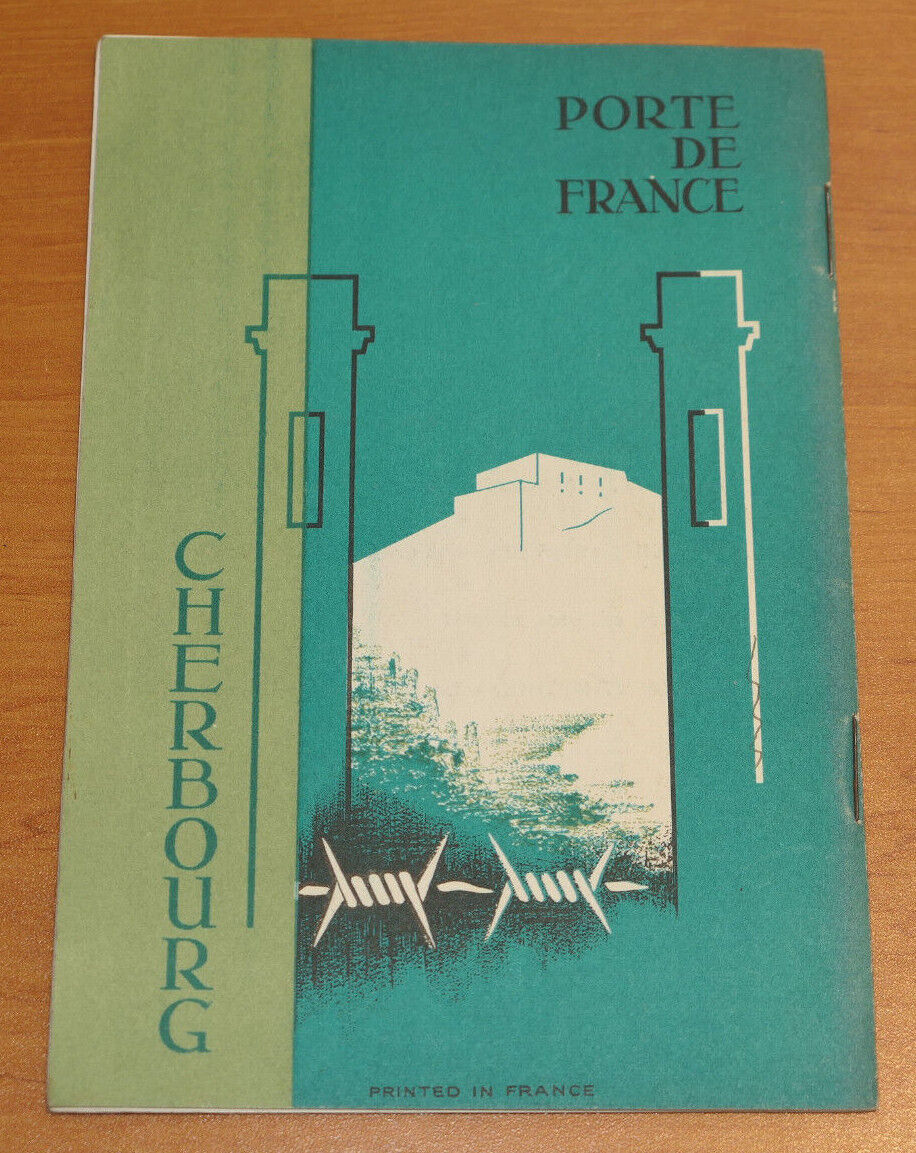 PORTE
DE
FRANCE
CHERBOURG
PRINTED IN FRANCE